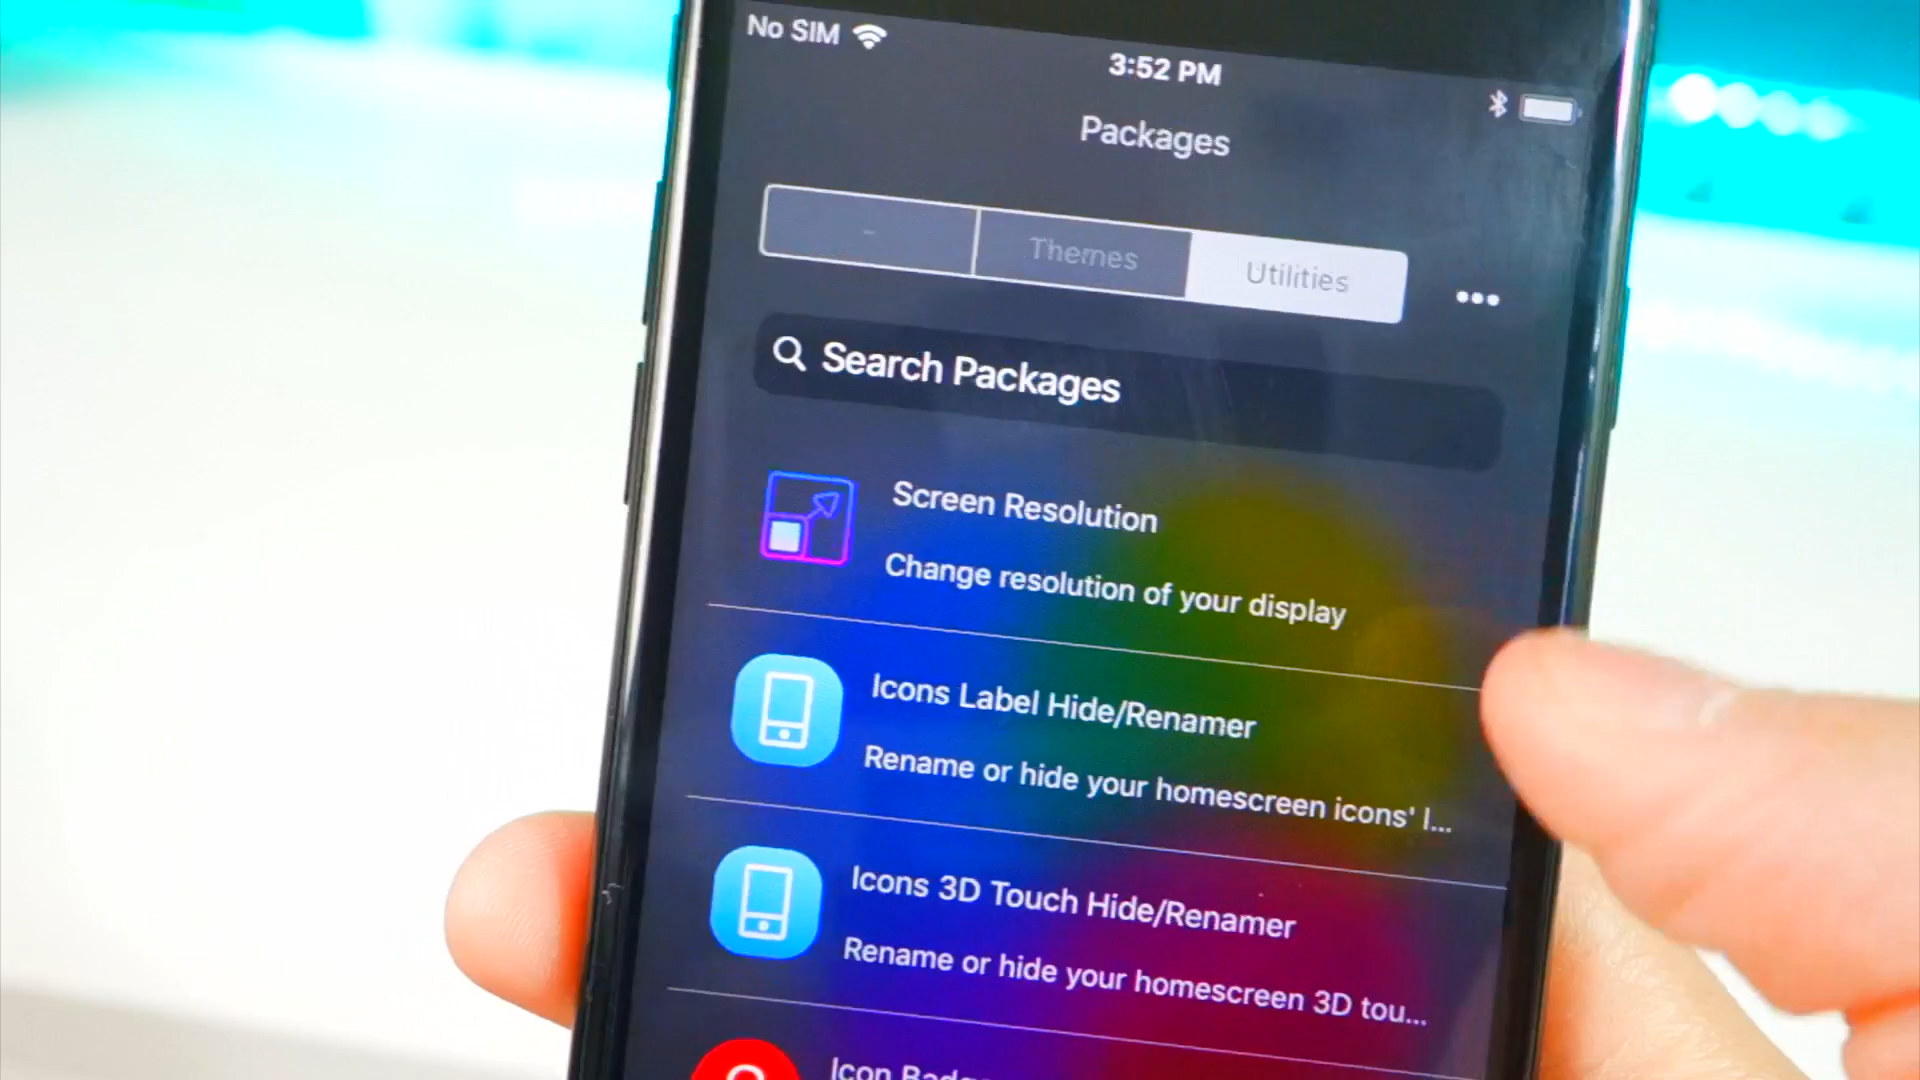 No SIM
3:52 PM
Packages
-
Themes
Utilities
•••
Search Packages
Screen Resolution
Change resolution of your display
Icons Label Hide/Renamer
Rename or hide your homescreen icons' l...
Icons 3D Touch Hide/Renamer
Rename or hide your homescreen 3D tou...
Icon